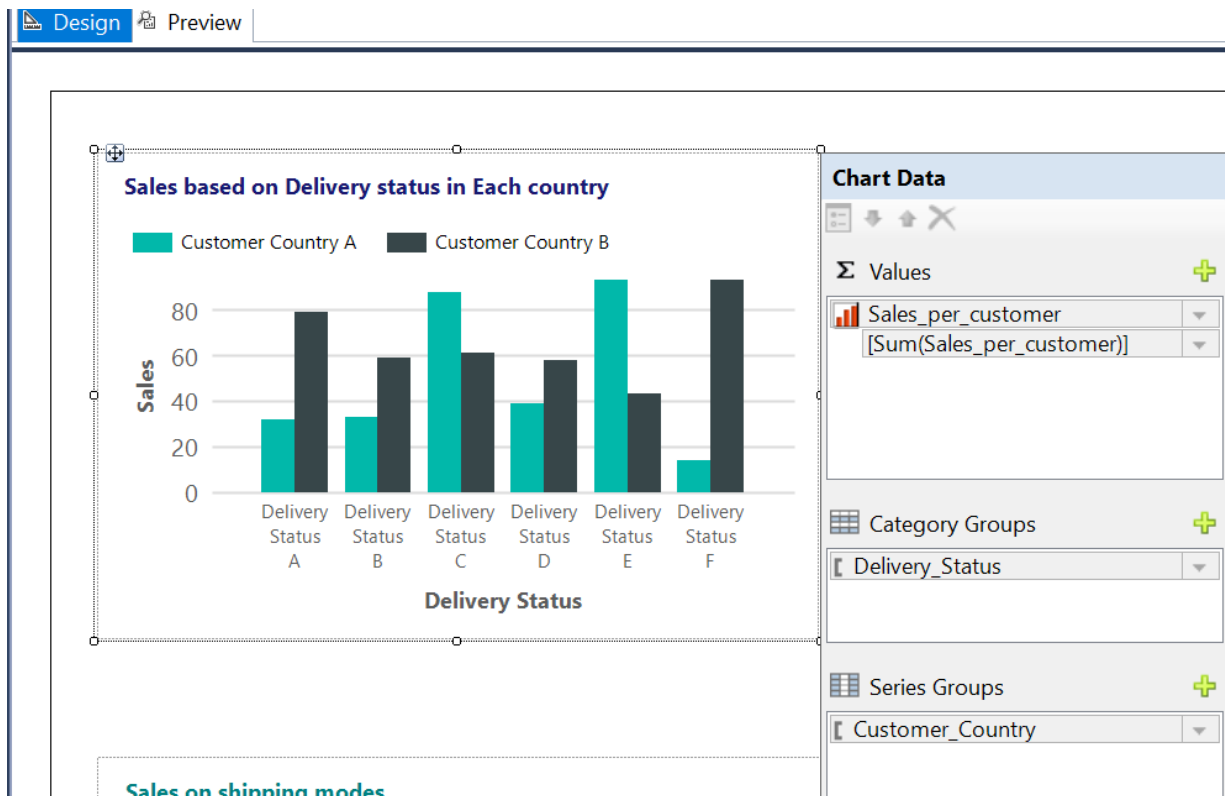 Design Preview
Sales based on Delivery status in Each country
Customer Country A Customer Country B
80
60
40
20
0
Sales
Delivery Status A
Delivery Status B
Delivery Status C
Delivery Status D
Delivery Status E
Delivery Status F
Delivery Status
Chart Data
Σ Values
Sales_per_customer
[Sum(Sales_per_customer)]
Category Groups
Delivery_Status
Series Groups
Customer_Country
Sales on shipping modes